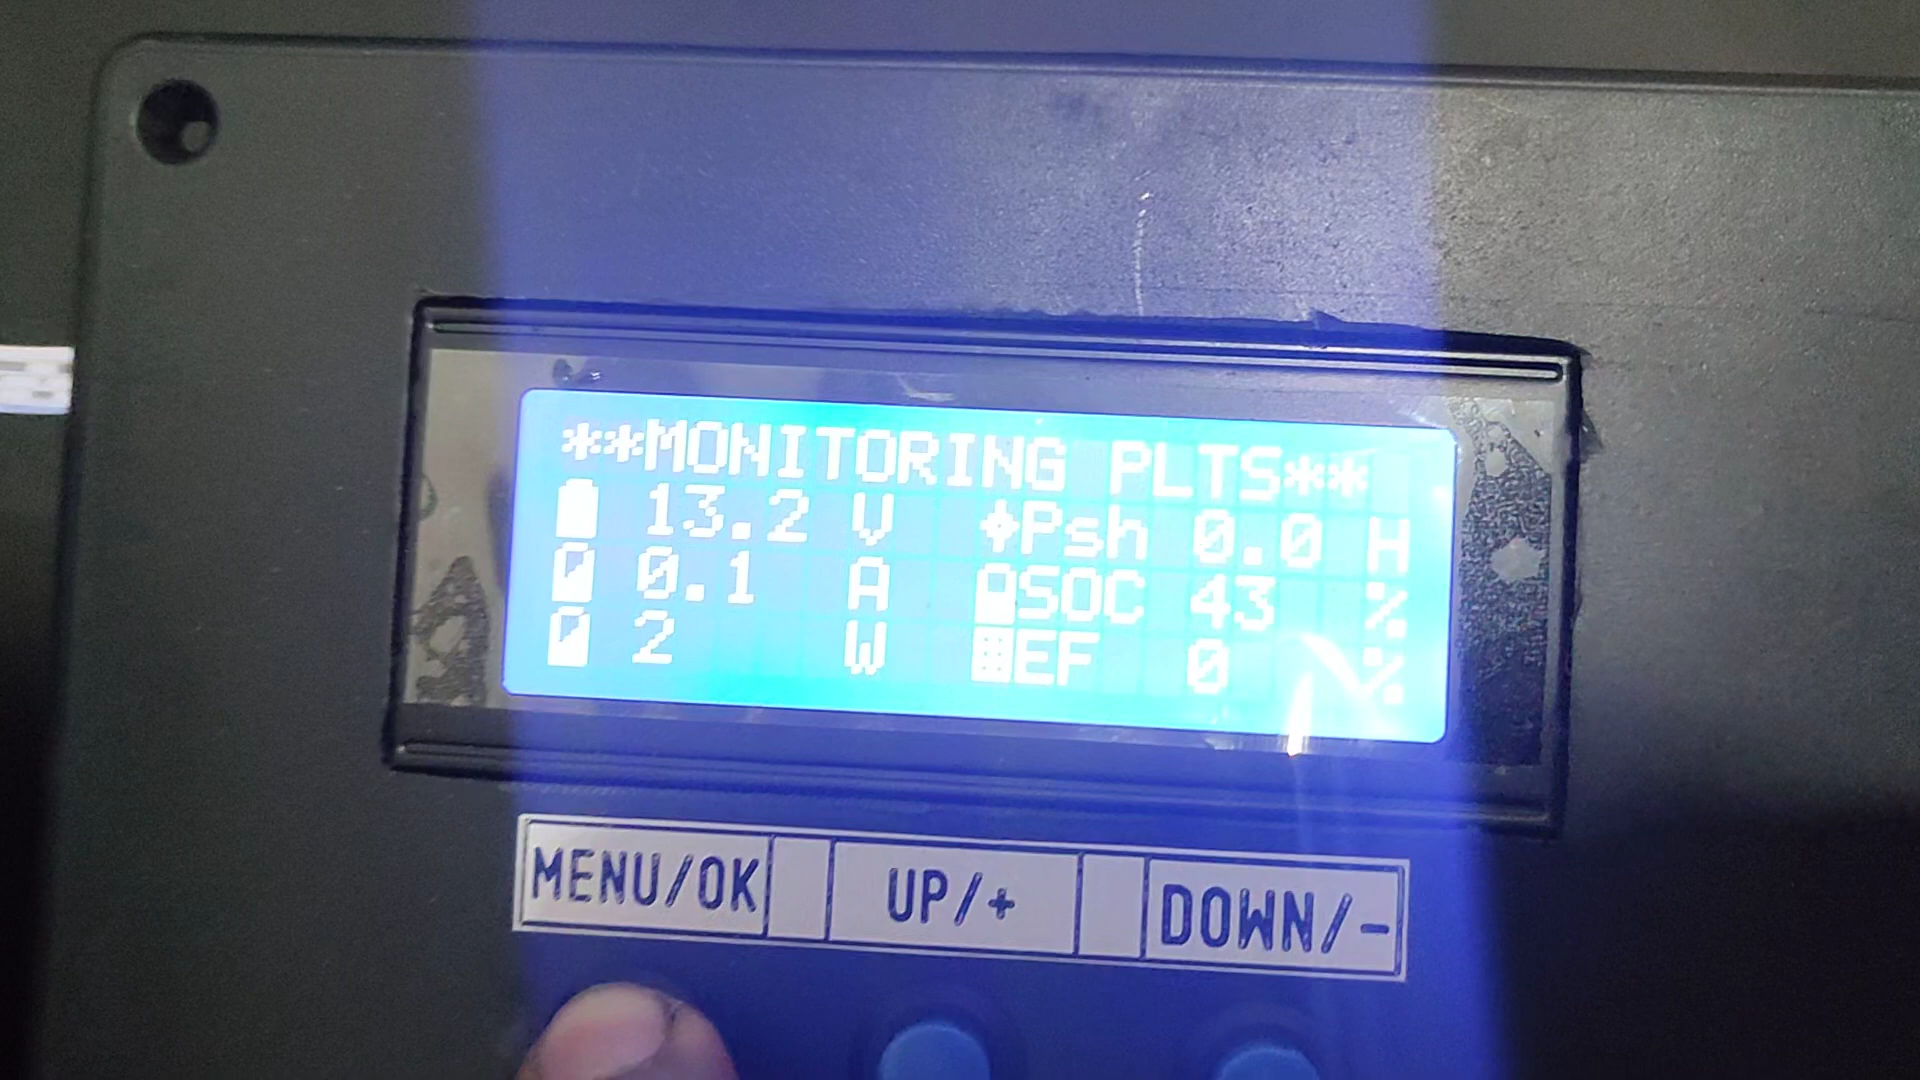 **MONITORING PLTS**
13.2 V Psh 0.0 H
0.1 A SOC 43 %
2 W EF 0 %
MENU/OK UP/+ DOWN/-